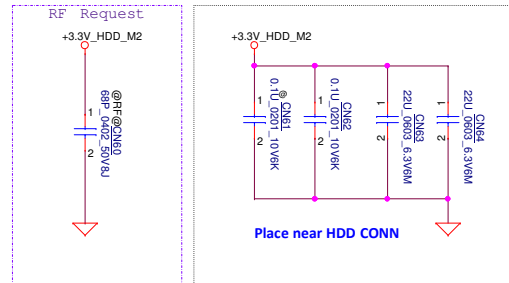 RF Request
+3.3V_HDD_M2
1
2
@RF@CN60
68P_0402_50V8J
+3.3V_HDD_M2
1
2
@
CN61
0.1U_0201_10V6K
1
2
CN62
0.1U_0201_10V6K
1
2
CN63
22U_0603_6.3V6M
1
2
CN64
22U_0603_6.3V6M
Place near HDD CONN